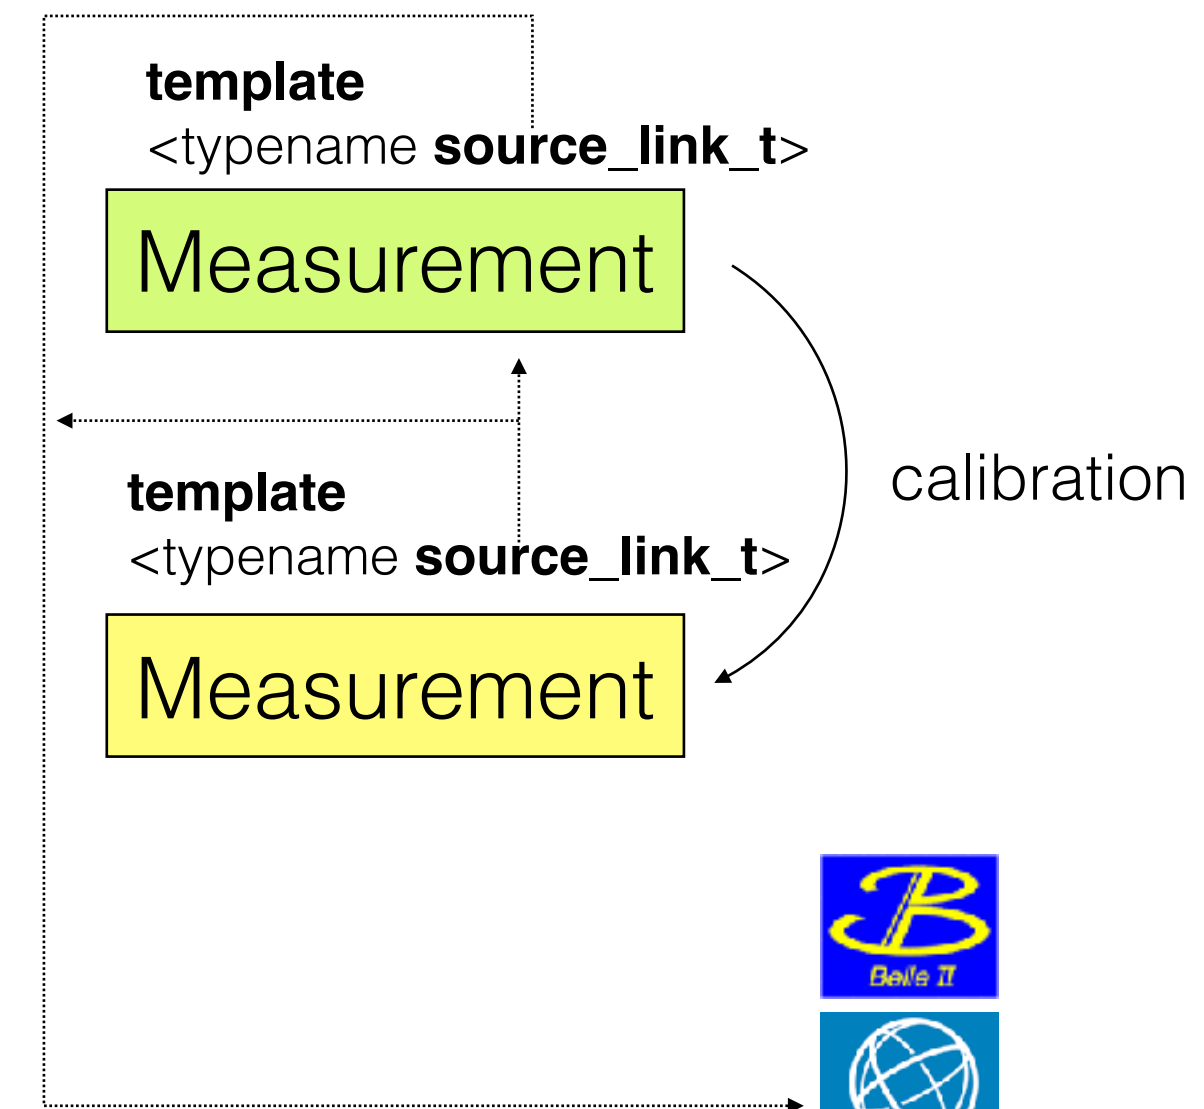 template
<typename source_link_t>
Measurement
calibration
template
<typename source_link_t>
Measurement
Belle II